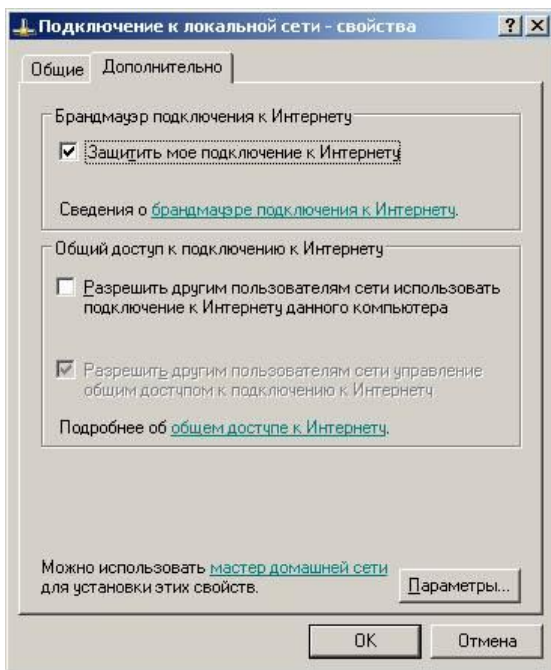 Подключение к локальной сети - свойства
Общие
Дополнительно
Брандмауэр подключения к Интернету
Защитить мое подключение к Интернету
Сведения о брандмауэре подключения к Интернету.
Общий доступ к подключению к Интернету
Разрешить другим пользователям сети использовать
подключение к Интернету данного компьютера
Разрешить другим пользователям сети управление
общим доступом к подключению к Интернету
Подробнее об общем доступе к Интернету.
Можно использовать мастер домашней сети
для установки этих свойств.
Параметры...
OK
Отмена